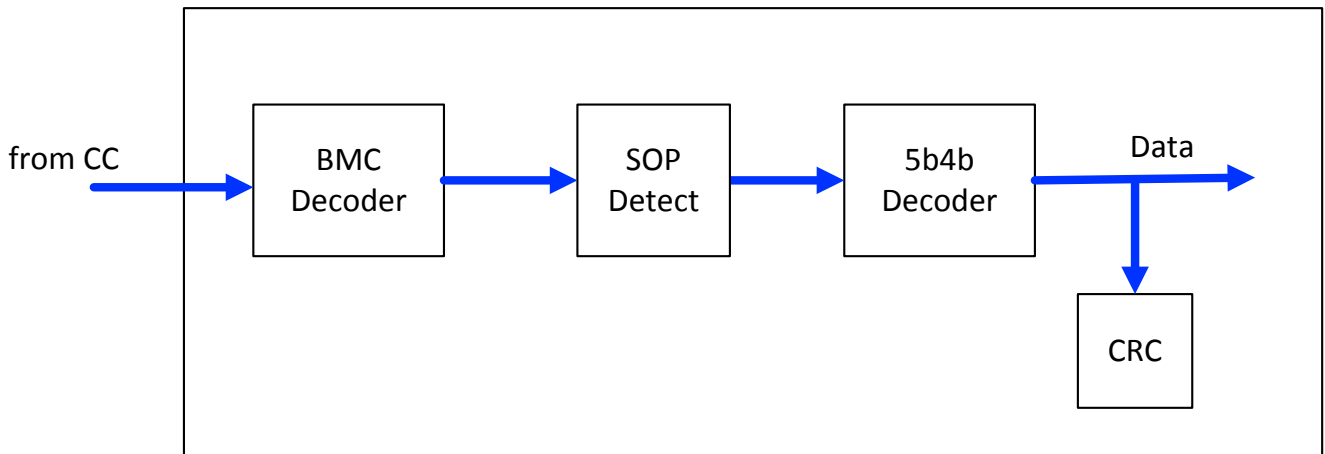 from CC
BMC
Decoder
SOP
Detect
5b4b
Decoder
Data
CRC